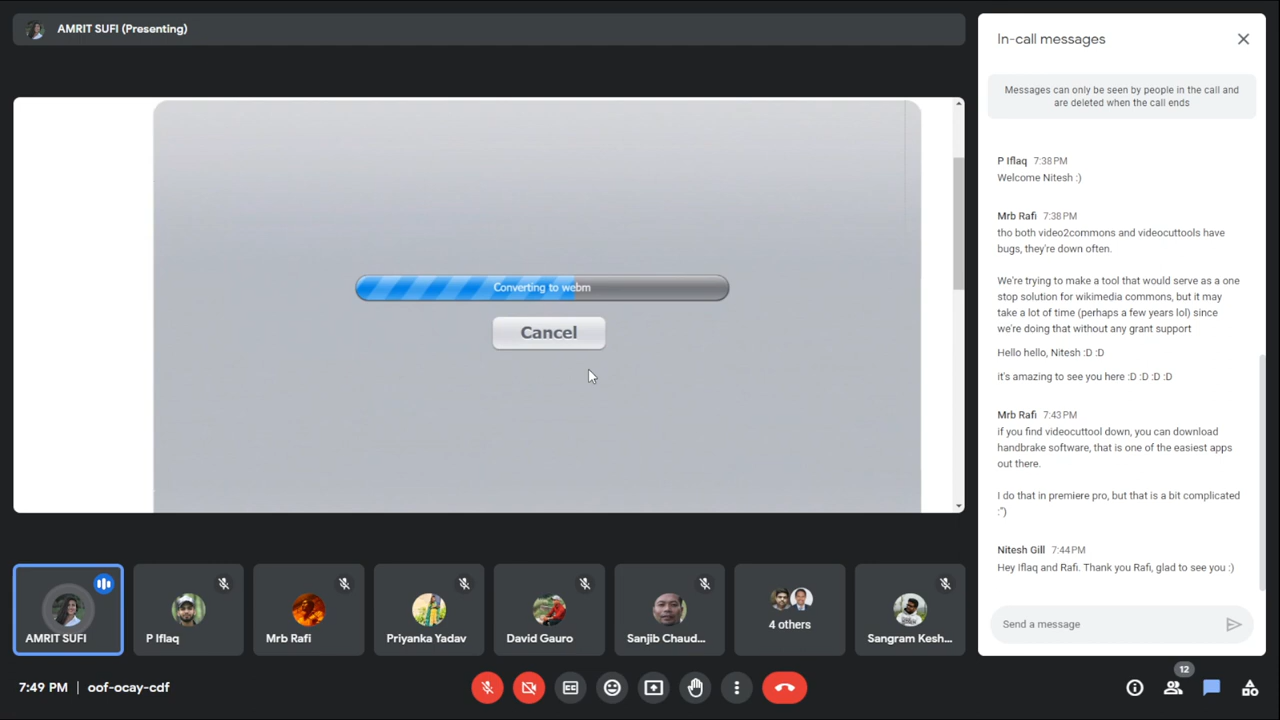 AMRIT SUFI (Presenting)
Converting to webm
Cancel
In-call messages
Messages can only be seen by people in the call and
are deleted when the call ends
P Iflaq 7:38 PM
Welcome Nitesh :)
Mrb Rafi 7:38 PM
tho both video2commons and videocuttools have
bugs, they're down often.
We're trying to make a tool that would serve as a one
stop solution for wikimedia commons, but it may
take a lot of time (perhaps a few years lol) since
we're doing that without any grant support
Hello hello, Nitesh :D :D
it's amazing to see you here :D :D :D :D
Mrb Rafi 7:43 PM
if you find videocuttool down, you can download
handbrake software, that is one of the easiest apps
out there.
I do that in premiere pro, but that is a bit complicated
:")
Nitesh Gill 7:44 PM
Hey Iflaq and Rafi. Thank you Rafi, glad to see you :)
Send a message
AMRIT SUFI
P Iflaq
Mrb Rafi
Priyanka Yadav
David Gauro
Sanjib Chaud...
4 others
Sangram Kesh...
7:49 PM | oof-ocay-cdf
12